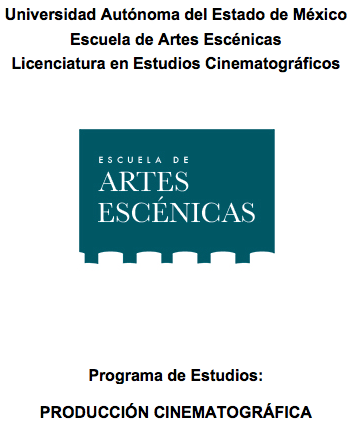 Universidad Autónoma del Estado de México
Escuela de Artes Escénicas
Licenciatura en Estudios Cinematográficos
ESCUELA DE
ARTES
ESCÉNICAS
Programa de Estudios:
PRODUCCIÓN CINEMATOGRÁFICA